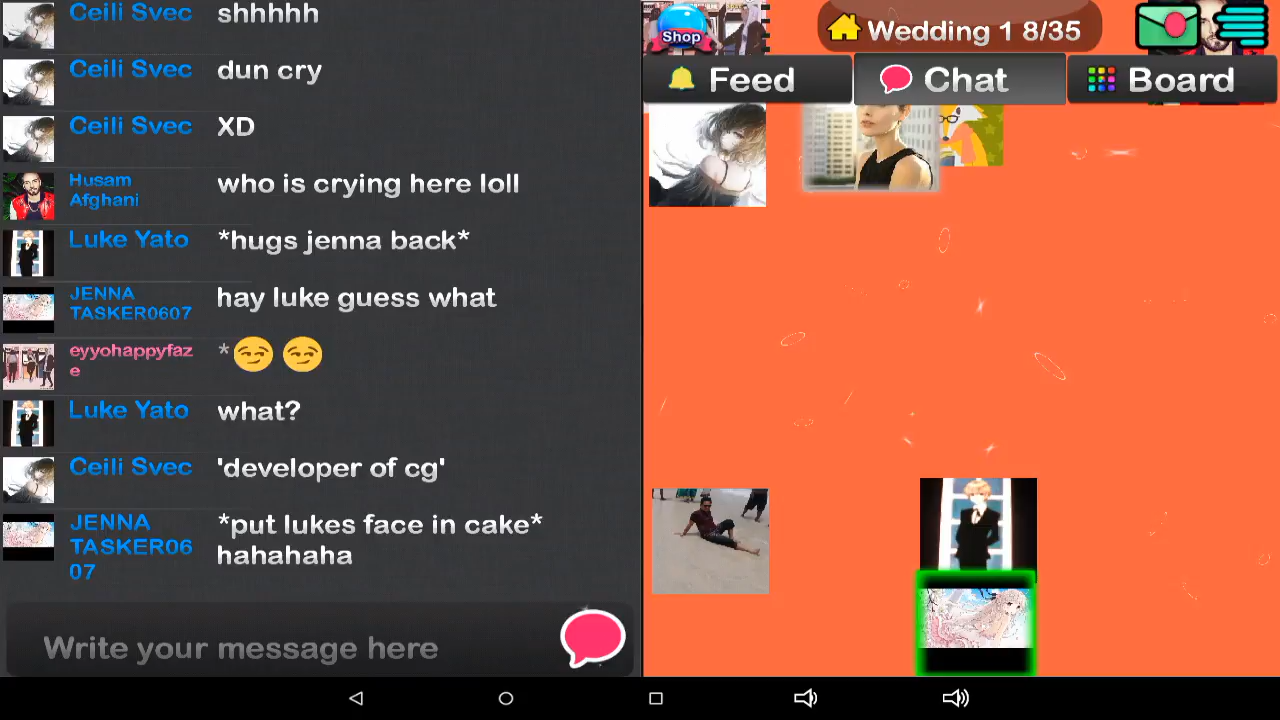 Ceili Svec shhhhh
Ceili Svec dun cry
Ceili Svec XD
Husam
Afghani
who is crying here loll
Luke Yato *hugs jenna back*
JENNA
TASKER0607
hay luke guess what
eyyohappyfaz
e
*😏 😏
Luke Yato what?
Ceili Svec 'developer of cg'
JENNA
TASKER06
07
*put lukes face in cake*
hahahaha
Write your message here
Shop
Wedding 1 8/35
Feed
Chat
Board